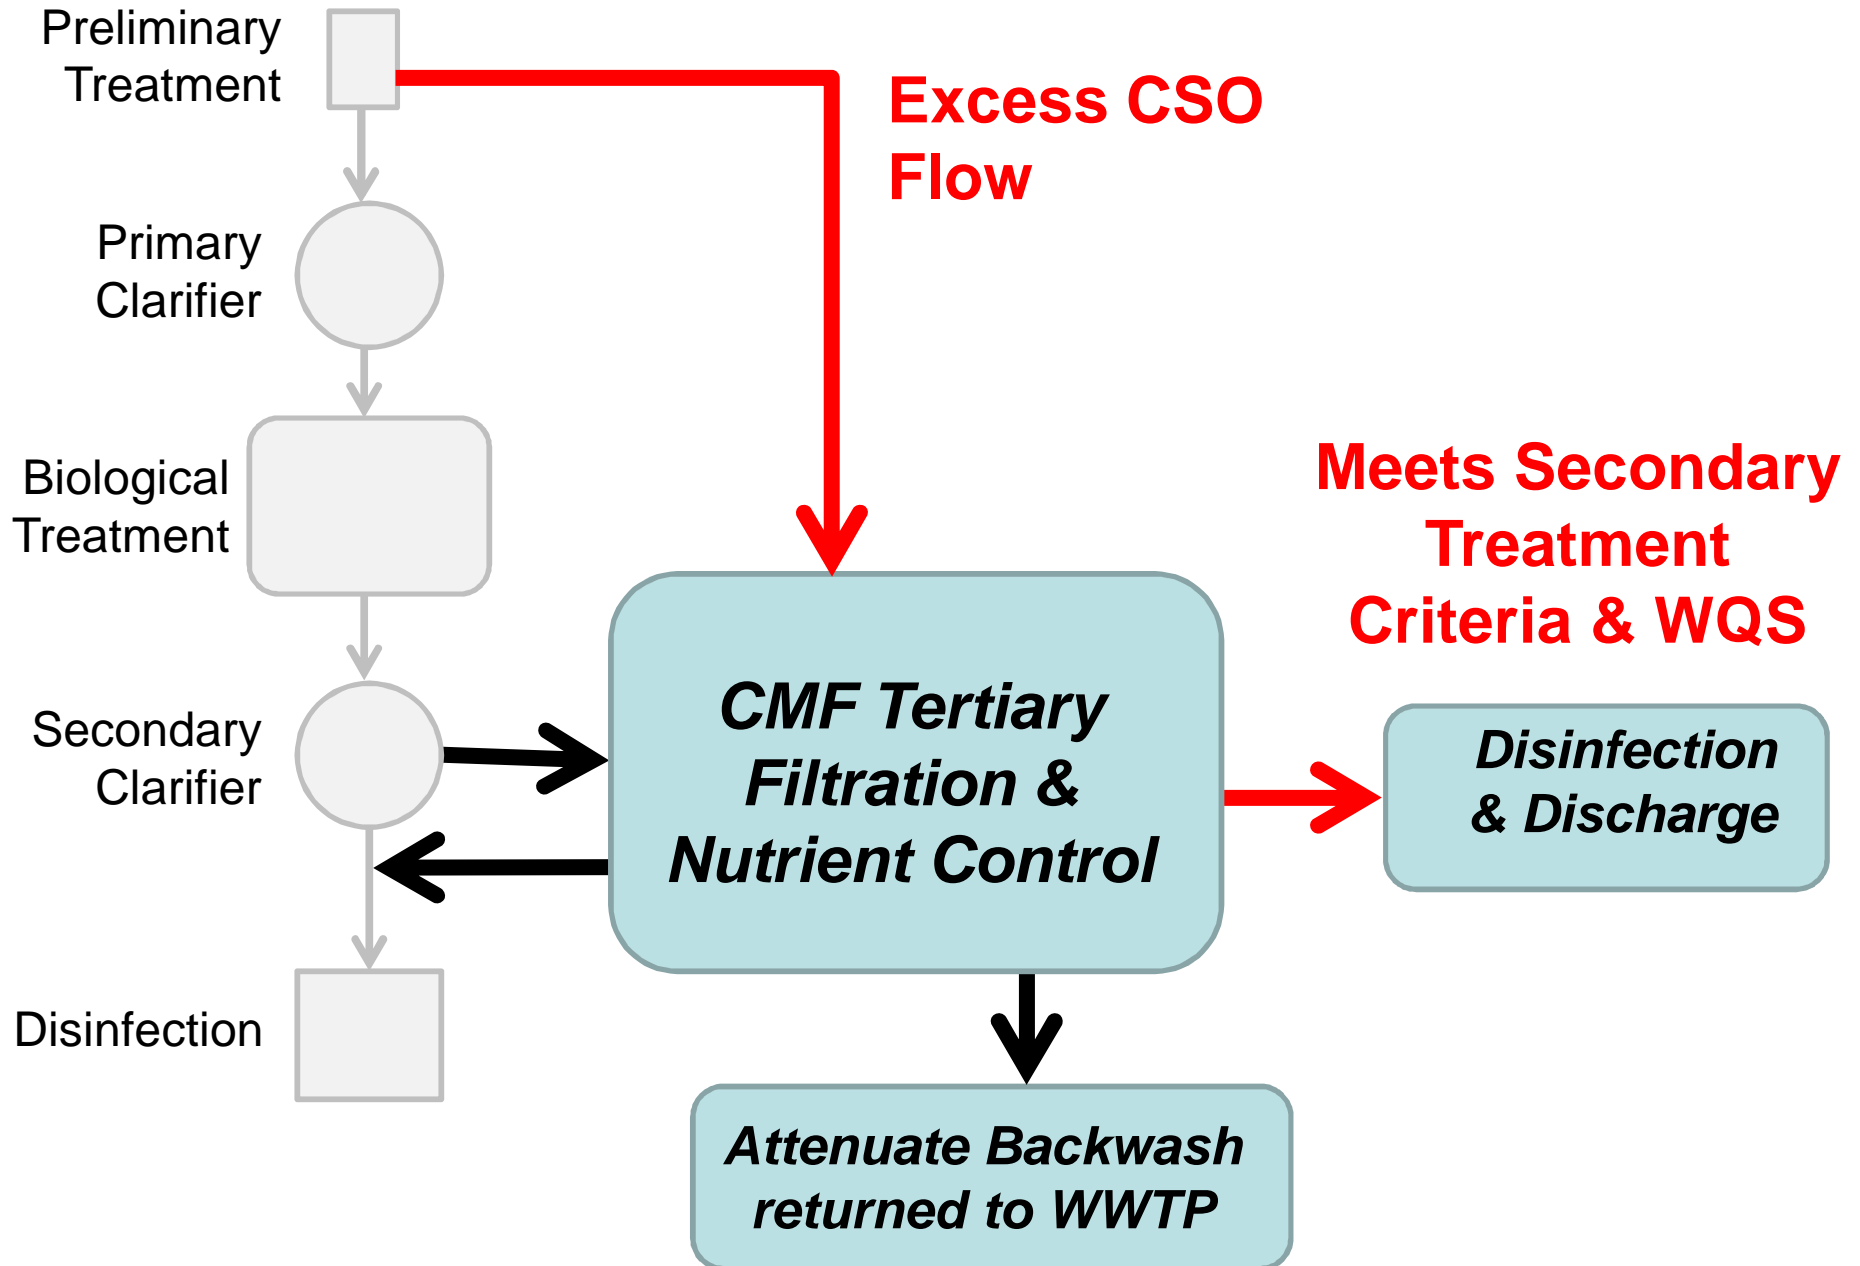 Preliminary
Treatment
Excess CSO
Flow
Primary
Clarifier
Biological
Treatment
Meets Secondary
Treatment
Criteria & WQS
Secondary
Clarifier
CMF Tertiary
Filtration &
Nutrient Control
Disinfection
& Discharge
Disinfection
Attenuate Backwash
returned to WWTP